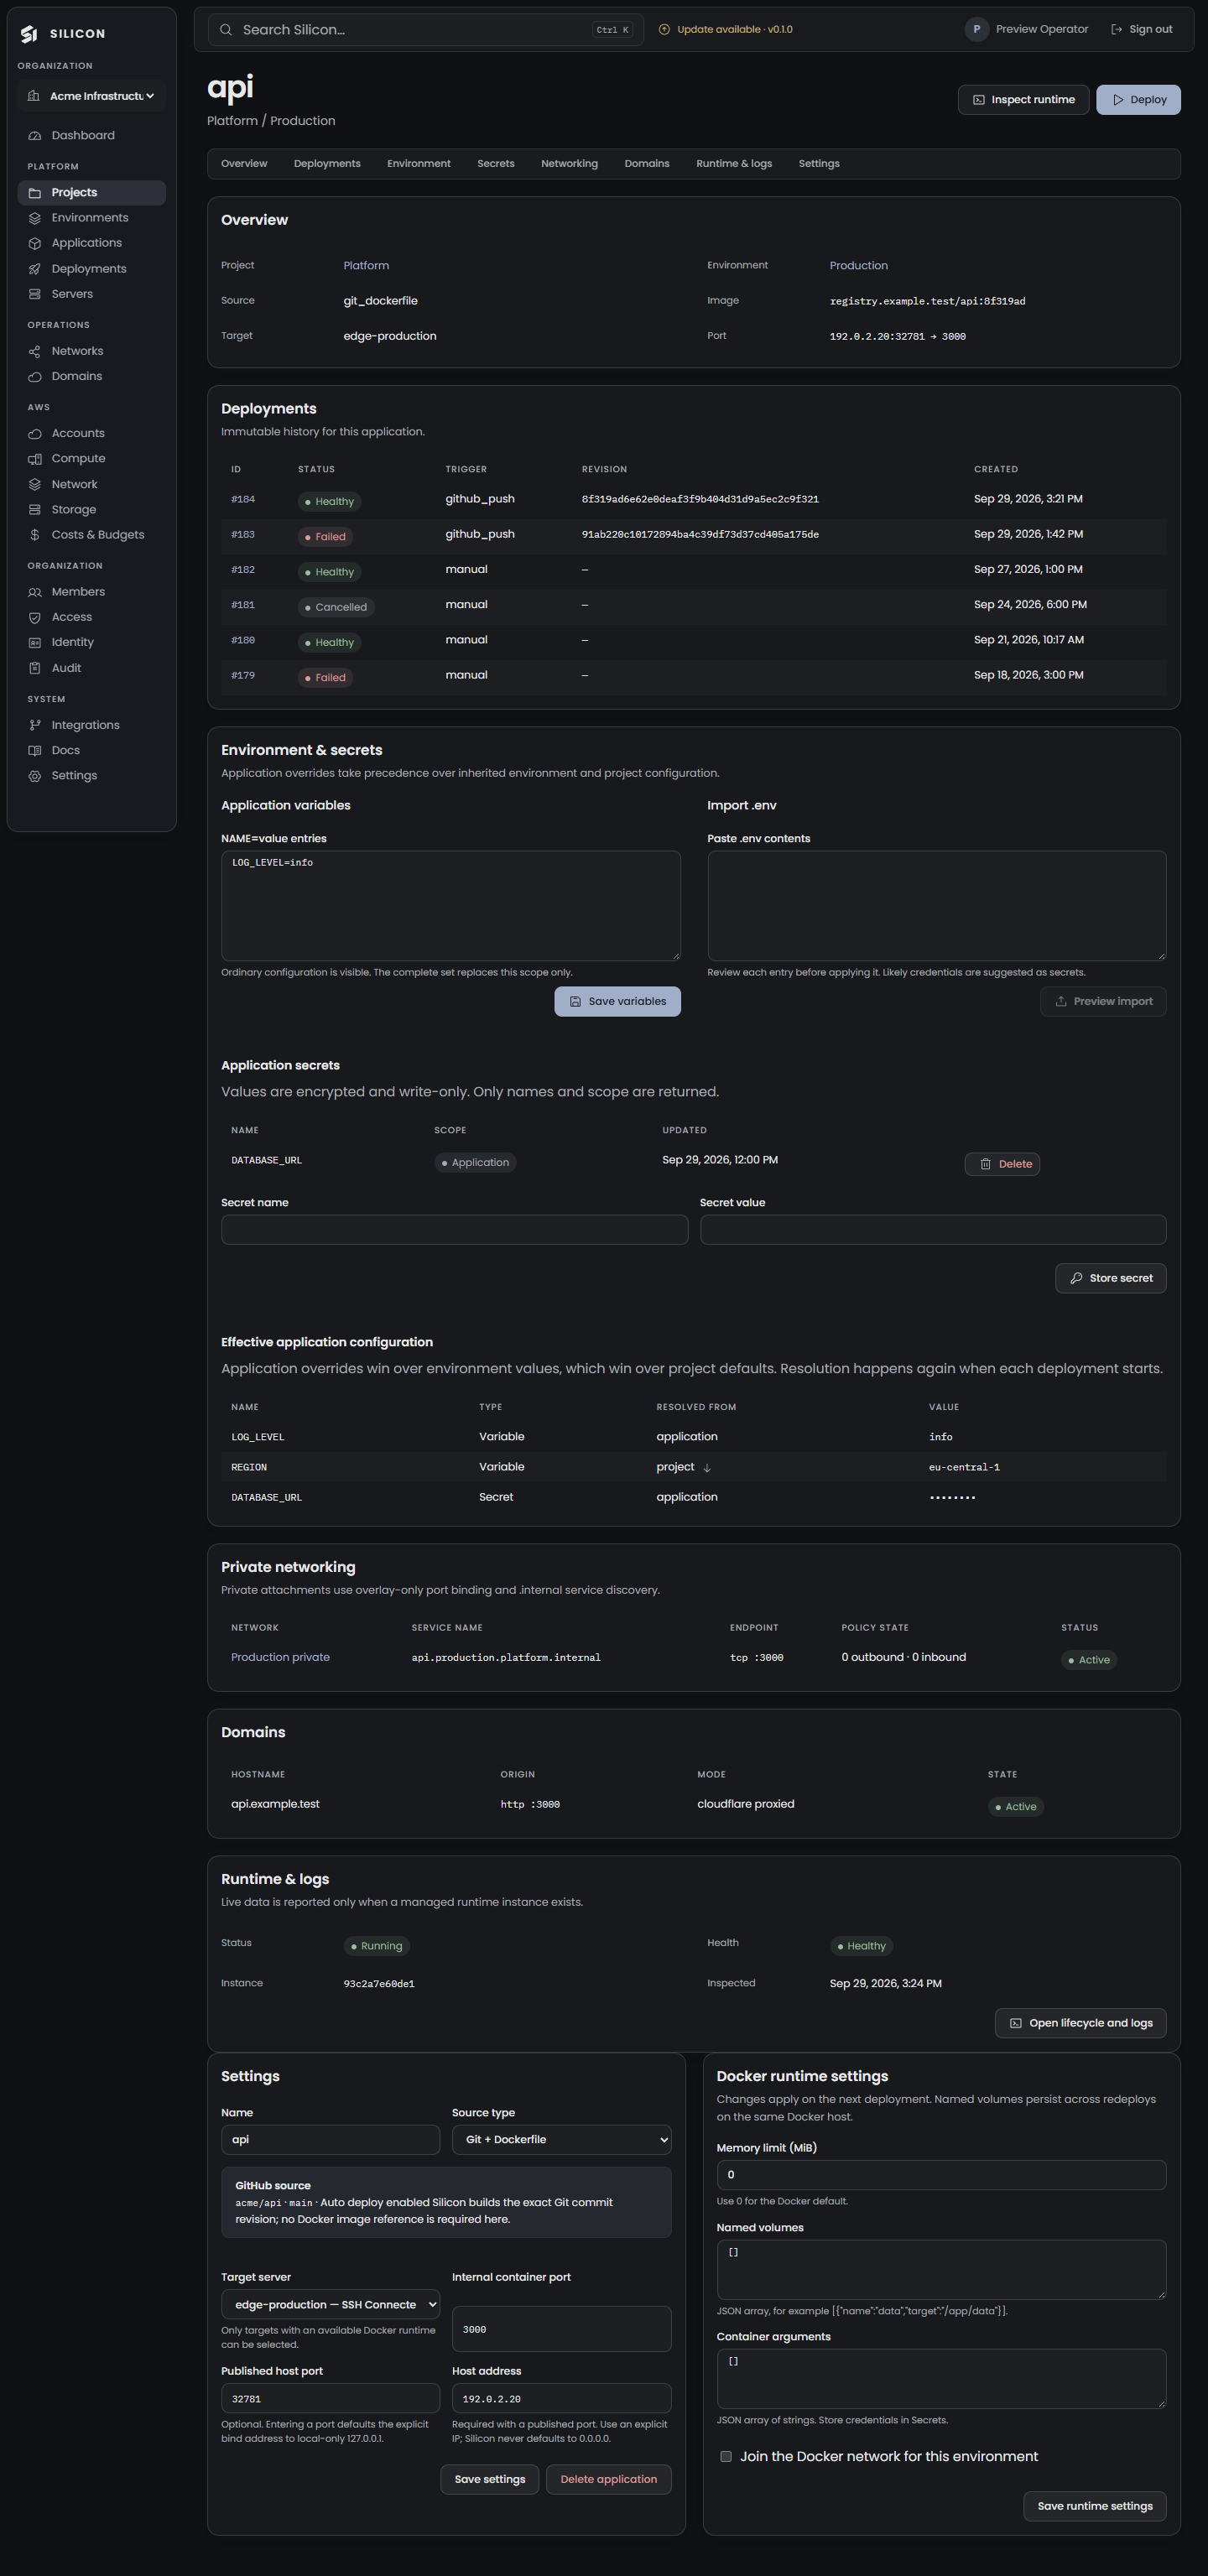 SILICON
ORGANIZATION
Acme Infrastructu
Dashboard
PLATFORM
Projects
Environments
Applications
Deployments
Servers
OPERATIONS
Networks
Domains
AWS
Accounts
Compute
Network
Storage
Costs & Budgets
ORGANIZATION
Members
Access
Identity
Audit
SYSTEM
Integrations
Docs
Settings
Search Silicon... Ctrl K
Update available · v0.1.0
P Preview Operator
Sign out
api
Platform / Production
Inspect runtime
Deploy
Overview Deployments Environment Secrets Networking Domains Runtime & logs Settings
Overview
Project Platform Environment Production
Source git_dockerfile Image registry.example.test/api:8f319ad
Target edge-production Port 192.0.2.20:32781 → 3000
Deployments
Immutable history for this application.
ID STATUS TRIGGER REVISION CREATED
#184 Healthy github_push 8f319ad6e62e0deaf3f9b404d31d9a5ec2c9f321 Sep 29, 2026, 3:21 PM
#183 Failed github_push 91ab220c10172894ba4c39df73d37cd405a175de Sep 29, 2026, 1:42 PM
#182 Healthy manual – Sep 27, 2026, 1:00 PM
#181 Cancelled manual – Sep 24, 2026, 6:00 PM
#180 Healthy manual – Sep 21, 2026, 10:17 AM
#179 Failed manual – Sep 18, 2026, 3:00 PM
Environment & secrets
Application overrides take precedence over inherited environment and project configuration.
Application variables
NAME=value entries
LOG_LEVEL=info
Ordinary configuration is visible. The complete set replaces this scope only.
Save variables
Import .env
Paste .env contents
Review each entry before applying it. Likely credentials are suggested as secrets.
Preview import
Application secrets
Values are encrypted and write-only. Only names and scope are returned.
NAME SCOPE UPDATED
DATABASE_URL Application Sep 29, 2026, 12:00 PM Delete
Secret name Secret value
Store secret
Effective application configuration
Application overrides win over environment values, which win over project defaults. Resolution happens again when each deployment starts.
NAME TYPE RESOLVED FROM VALUE
LOG_LEVEL Variable application info
REGION Variable project ↓ eu-central-1
DATABASE_URL Secret application ••••••••
Private networking
Private attachments use overlay-only port binding and .internal service discovery.
NETWORK SERVICE NAME ENDPOINT POLICY STATE STATUS
Production private api.production.platform.internal tcp :3000 0 outbound · 0 inbound Active
Domains
HOSTNAME ORIGIN MODE STATE
api.example.test http :3000 cloudflare proxied Active
Runtime & logs
Live data is reported only when a managed runtime instance exists.
Status Running Health Healthy
Instance 93c2a7e60de1 Inspected Sep 29, 2026, 3:24 PM
Open lifecycle and logs
Settings
Name Source type
api Git + Dockerfile
GitHub source
acme/api · main · Auto deploy enabled Silicon builds the exact Git commit
revision; no Docker image reference is required here.
Target server Internal container port
edge-production — SSH Connecte 3000
Only targets with an available Docker runtime
can be selected.
Published host port Host address
32781 192.0.2.20
Optional. Entering a port defaults the explicit
bind address to local-only 127.0.0.1.
Required with a published port. Use an explicit
IP; Silicon never defaults to 0.0.0.0.
Save settings
Delete application
Docker runtime settings
Changes apply on the next deployment. Named volumes persist across redeploys
on the same Docker host.
Memory limit (MiB)
0
Use 0 for the Docker default.
Named volumes
[]
JSON array, for example [{"name":"data","target":"/app/data"}].
Container arguments
[]
JSON array of strings. Store credentials in Secrets.
Join the Docker network for this environment
Save runtime settings